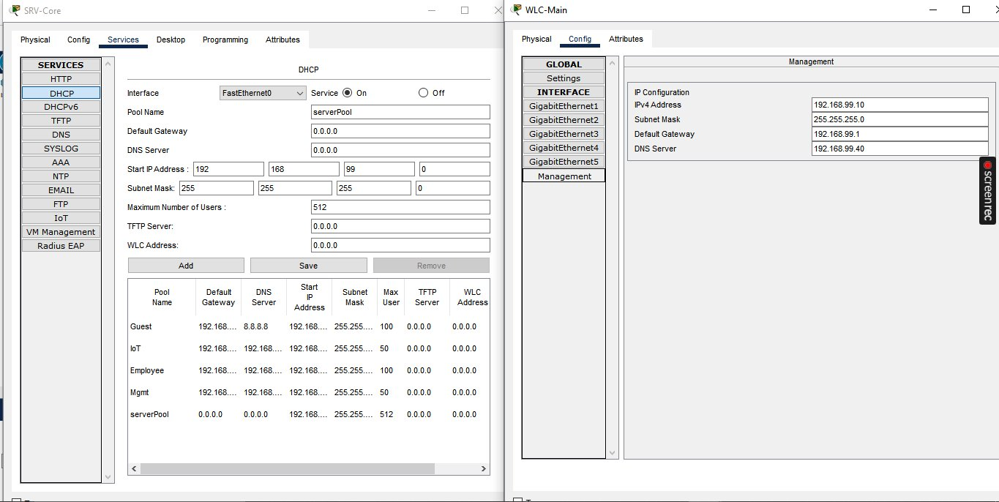 SRV-Core
Physical Config Services Desktop Programming Attributes
SERVICES
HTTP
DHCP
DHCPv6
TFTP
DNS
SYSLOG
AAA
NTP
EMAIL
FTP
IoT
VM Management
Radius EAP
DHCP
Interface FastEthernet0 Service On Off
Pool Name serverPool
Default Gateway 0.0.0.0
DNS Server 0.0.0.0
Start IP Address : 192 168 99 0
Subnet Mask: 255 255 255 0
Maximum Number of Users : 512
TFTP Server: 0.0.0.0
WLC Address: 0.0.0.0
Add Save Remove
Pool Name Default Gateway DNS Server Start IP Address Subnet Mask Max User TFTP Server WLC Address
Guest 192.168.... 8.8.8.8 192.168.... 255.255.... 100 0.0.0.0 0.0.0.0
IoT 192.168.... 192.168.... 192.168.... 255.255.... 50 0.0.0.0 0.0.0.0
Employee 192.168.... 192.168.... 192.168.... 255.255.... 100 0.0.0.0 0.0.0.0
Mgmt 192.168.... 192.168.... 192.168.... 255.255.... 50 0.0.0.0 0.0.0.0
serverPool 0.0.0.0 0.0.0.0 192.168.... 255.255.... 512 0.0.0.0 0.0.0.0
WLC-Main
Physical Config Attributes
GLOBAL
Settings
INTERFACE
GigabitEthernet1
GigabitEthernet2
GigabitEthernet3
GigabitEthernet4
GigabitEthernet5
Management
Management
IP Configuration
IPv4 Address 192.168.99.10
Subnet Mask 255.255.255.0
Default Gateway 192.168.99.1
DNS Server 192.168.99.40
screenrec